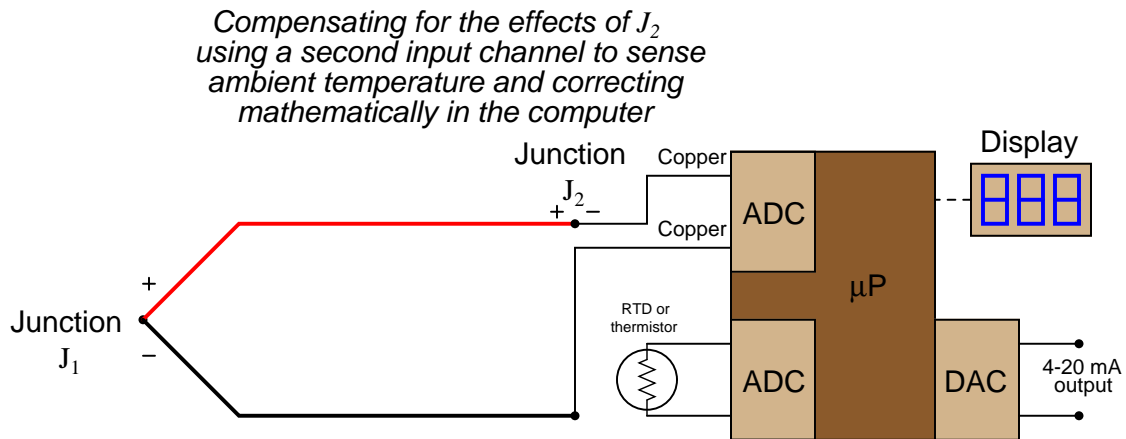 Compensating for the effects of J2
using a second input channel to sense
ambient temperature and correcting
mathematically in the computer
Display
Junction
J2
+ + −
Copper
Copper
ADC
μP
+
Junction
J1
−
RTD or
thermistor
ADC
DAC
4-20 mA
output